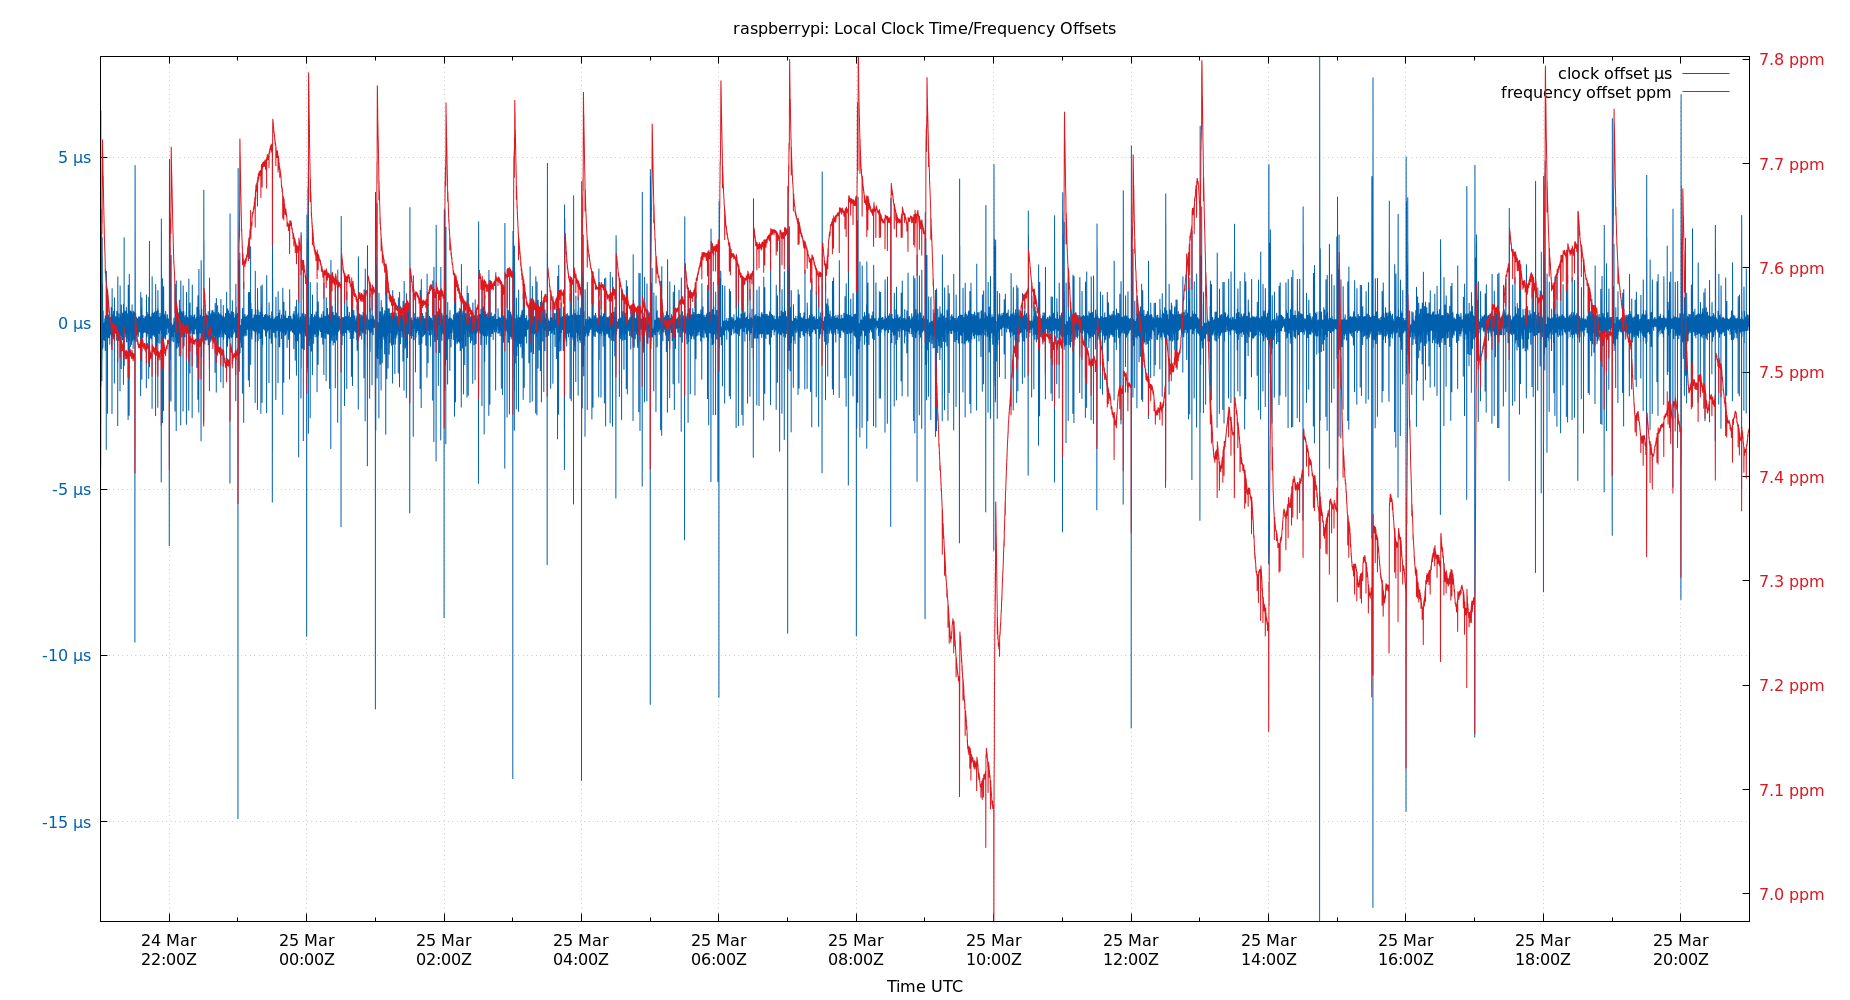 raspberrypi: Local Clock Time/Frequency Offsets
clock offset µs
frequency offset ppm
5 µs
0 µs
-5 µs
-10 µs
-15 µs
7.8 ppm
7.7 ppm
7.6 ppm
7.5 ppm
7.4 ppm
7.3 ppm
7.2 ppm
7.1 ppm
7.0 ppm
24 Mar 25 Mar 25 Mar 25 Mar 25 Mar 25 Mar 25 Mar 25 Mar 25 Mar 25 Mar 25 Mar 25 Mar
22:00Z 00:00Z 02:00Z 04:00Z 06:00Z 08:00Z 10:00Z 12:00Z 14:00Z 16:00Z 18:00Z 20:00Z
Time UTC